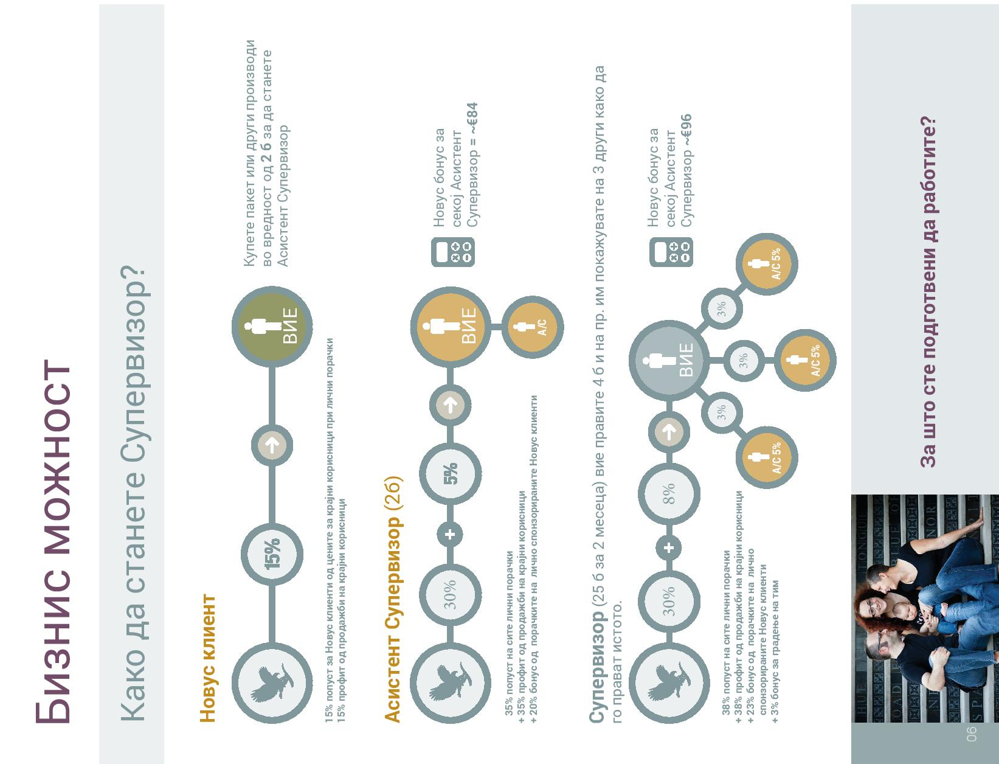 Бизнис можност
Како да станете Супервизор?
Новус клиент
15%
ВИЕ
Купете пакет или други производи
во вредност од 2 б за да станете
Асистент Супервизор
15% попуст за Новус клиенти од цените за крајни корисници при лични порачки
15% профит од продажби на крајни корисници
Асистент Супервизор (2б)
30%
+
5%
ВИЕ
А/С
Новус бонус за
секој Асистент
Супервизор = ~€84
35% попуст на сите лични порачки
+ 35% профит од продажби на крајни корисници
+ 20% бонус од порачките на лично спонзорираните Новус клиенти
Супервизор (25 б за 2 месеца) вие правите 4 б и на пр. им покажувате на 3 други како да
го прават истото.
30%
+
8%
ВИЕ
3%
3%
3%
А/С 5%
А/С 5%
А/С 5%
Новус бонус за
секој Асистент
Супервизор ~€96
38% попуст на сите лични порачки
+ 38% профит од продажби на крајни корисници
+ 23% бонус од порачките на лично
спонзорираните Новус клиенти
+ 3% бонус за градење на тим
За што сте подготвени да работите?
06